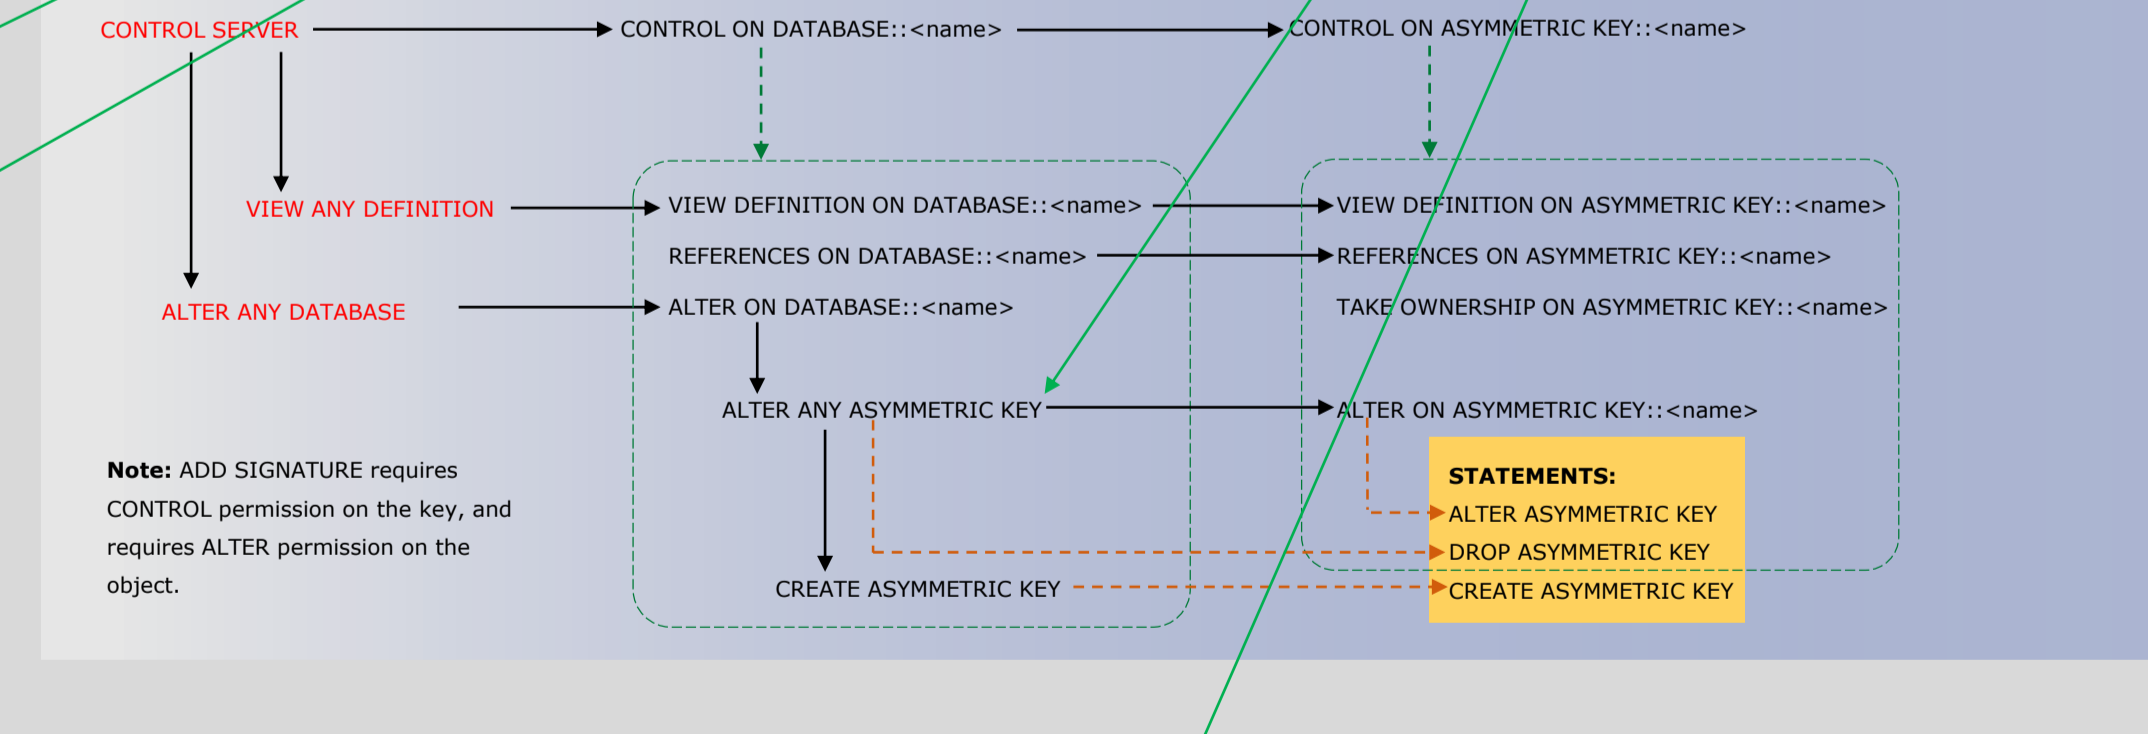 CONTROL SERVER
CONTROL ON DATABASE::<name>
CONTROL ON ASYMMETRIC KEY::<name>
VIEW ANY DEFINITION
VIEW DEFINITION ON DATABASE::<name>
VIEW DEFINITION ON ASYMMETRIC KEY::<name>
REFERENCES ON DATABASE::<name>
REFERENCES ON ASYMMETRIC KEY::<name>
ALTER ANY DATABASE
ALTER ON DATABASE::<name>
TAKE OWNERSHIP ON ASYMMETRIC KEY::<name>
ALTER ANY ASYMMETRIC KEY
ALTER ON ASYMMETRIC KEY::<name>
Note: ADD SIGNATURE requires
CONTROL permission on the key, and
requires ALTER permission on the
object.
STATEMENTS:
ALTER ASYMMETRIC KEY
DROP ASYMMETRIC KEY
CREATE ASYMMETRIC KEY
CREATE ASYMMETRIC KEY